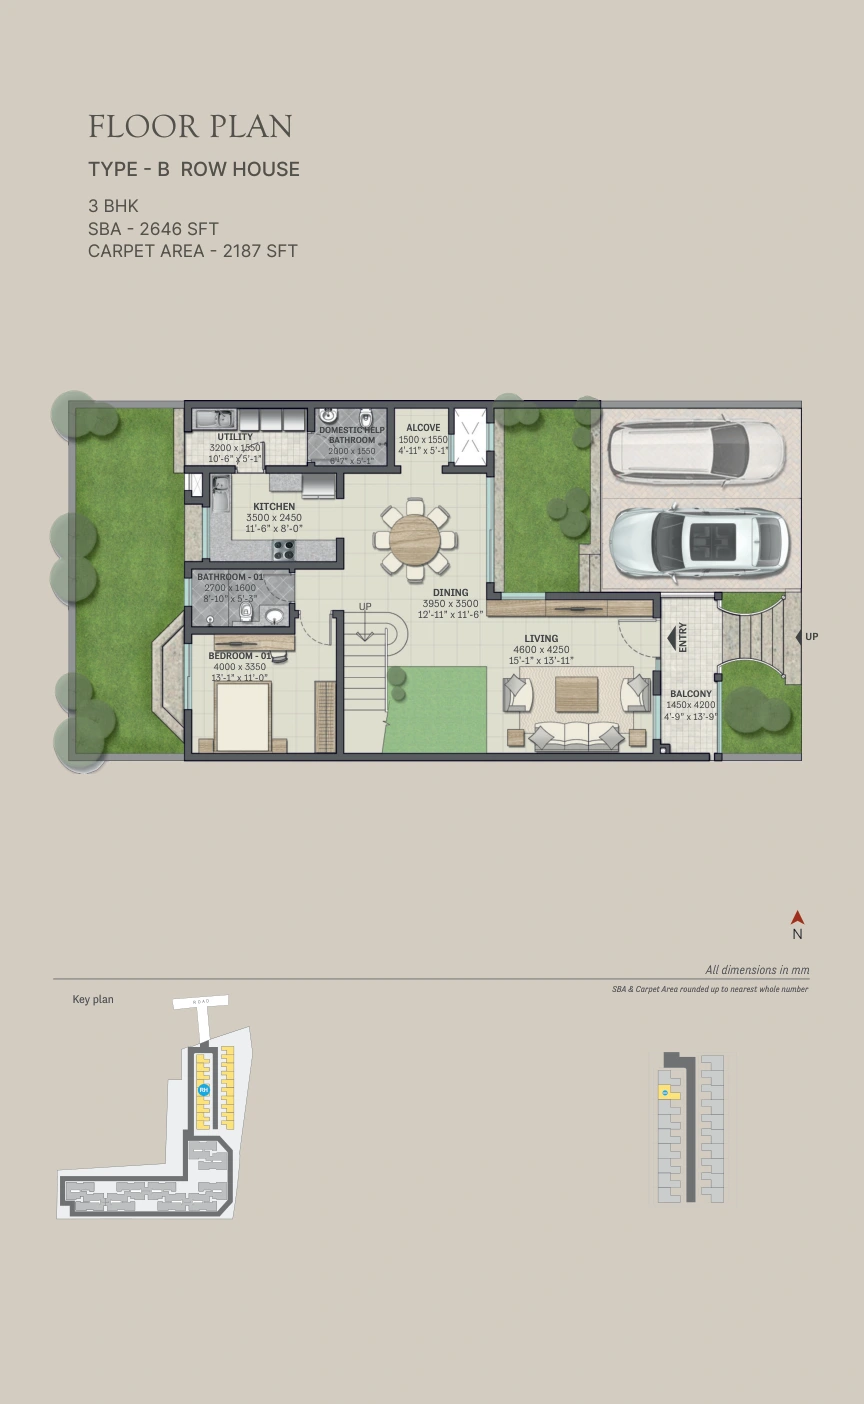 FLOOR PLAN
TYPE - B ROW HOUSE
3 BHK
SBA - 2646 SFT
CARPET AREA - 2187 SFT
UTILITY
3200 x 1550
10'-6" x 5'-1"
DOMESTIC HELP
BATHROOM
2000 x 1550
6'-7" x 5'-1"
ALCOVE
1500 x 1550
4'-11" x 5'-1"
KITCHEN
3500 x 2450
11'-6" x 8'-0"
BATHROOM - 01
2700 x 1600
8'-10" x 5'-3"
DINING
3950 x 3500
12'-11" x 11'-6"
UP
LIVING
4600 x 4250
15'-1" x 13'-11"
ENTRY
UP
BEDROOM - 01
4000 x 3350
13'-1" x 11'-0"
BALCONY
1450x 4200
4'-9" x 13'-9"
N
All dimensions in mm
SBA & Carpet Area rounded up to nearest whole number
Key plan
ROAD
RH